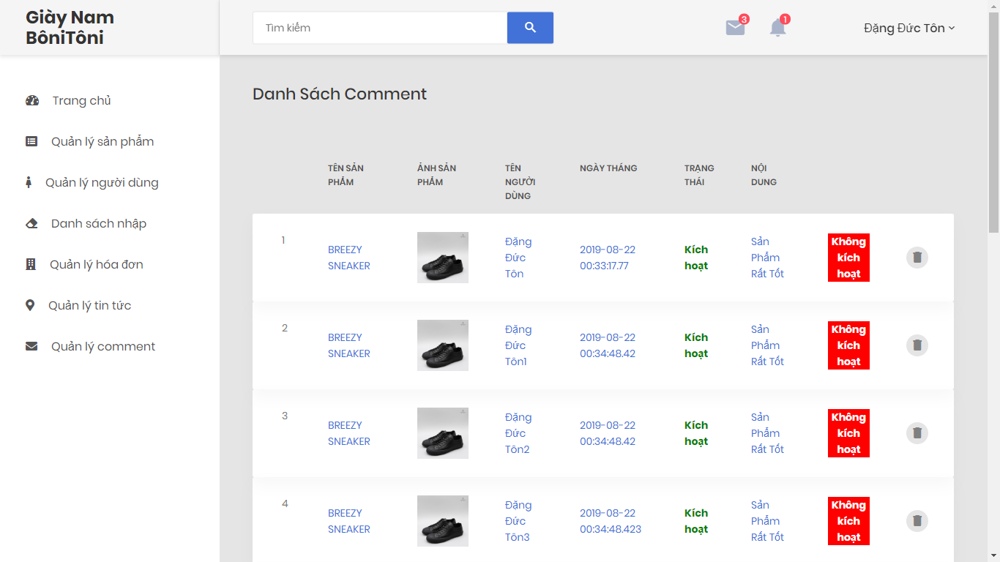 Giày Nam
BôniTôni
Tìm kiếm
3
1
Đặng Đức Tôn
Trang chủ
Quản lý sản phẩm
Quản lý người dùng
Danh sách nhập
Quản lý hóa đơn
Quản lý tin tức
Quản lý comment
Danh Sách Comment
TÊN SẢN
PHẨM
ẢNH SẢN
PHẨM
TÊN
NGƯỜI
DÙNG
NGÀY THÁNG
TRẠNG
THÁI
NỘI
DUNG
1
BREEZY
SNEAKER
Đặng
Đức
Tôn
2019-08-22
00:33:17.77
Kích
hoạt
Sản
Phẩm
Rất Tốt
Không
kích
hoạt
2
BREEZY
SNEAKER
Đặng
Đức
Tôn1
2019-08-22
00:34:48.42
Kích
hoạt
Sản
Phẩm
Rất Tốt
Không
kích
hoạt
3
BREEZY
SNEAKER
Đặng
Đức
Tôn2
2019-08-22
00:34:48.42
Kích
hoạt
Sản
Phẩm
Rất Tốt
Không
kích
hoạt
4
BREEZY
SNEAKER
Đặng
Đức
Tôn3
2019-08-22
00:34:48.423
Kích
hoạt
Sản
Phẩm
Rất Tốt
Không
kích
hoạt